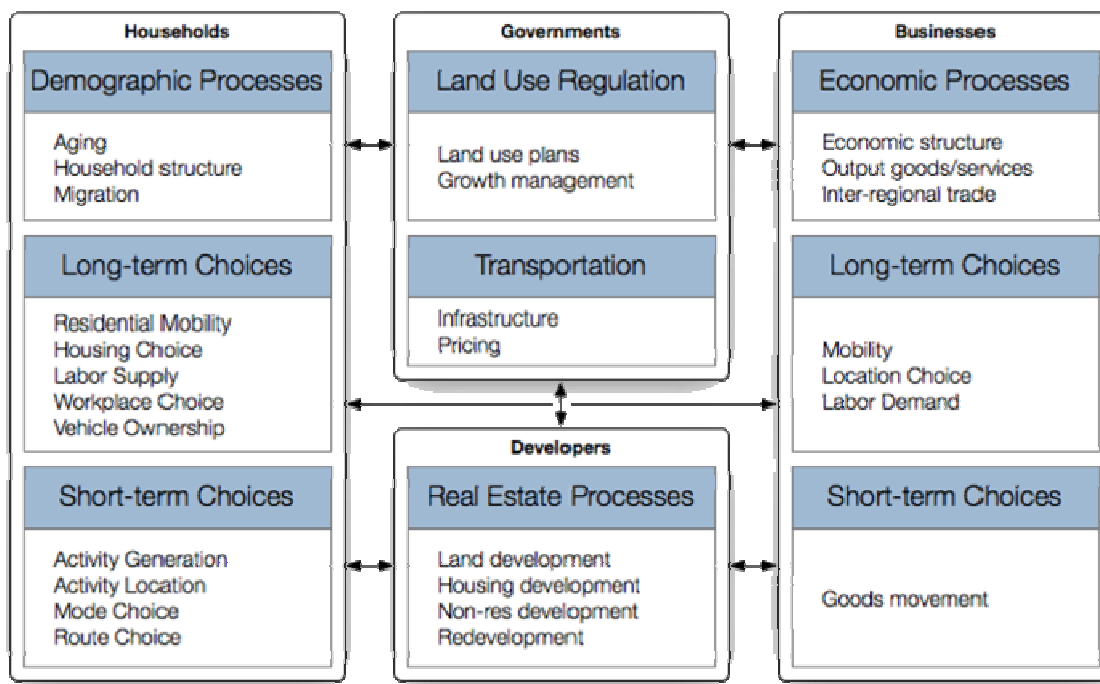 Households
Demographic Processes
Aging
Household structure
Migration
Long-term Choices
Residential Mobility
Housing Choice
Labor Supply
Workplace Choice
Vehicle Ownership
Short-term Choices
Activity Generation
Activity Location
Mode Choice
Route Choice
Governments
Land Use Regulation
Land use plans
Growth management
Transportation
Infrastructure
Pricing
Developers
Real Estate Processes
Land development
Housing development
Non-res development
Redevelopment
Businesses
Economic Processes
Economic structure
Output goods/services
Inter-regional trade
Long-term Choices
Mobility
Location Choice
Labor Demand
Short-term Choices
Goods movement